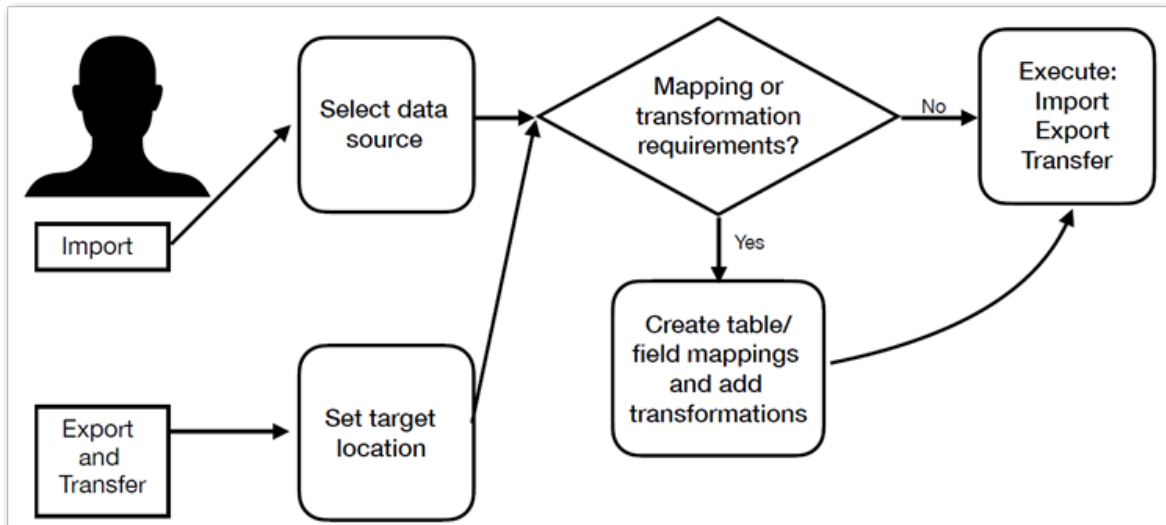 Import
Select data
source
Mapping or
transformation
requirements?
No
Execute:
Import
Export
Transfer
Yes
Create table/
field mappings
and add
transformations
Export
and
Transfer
Set target
location